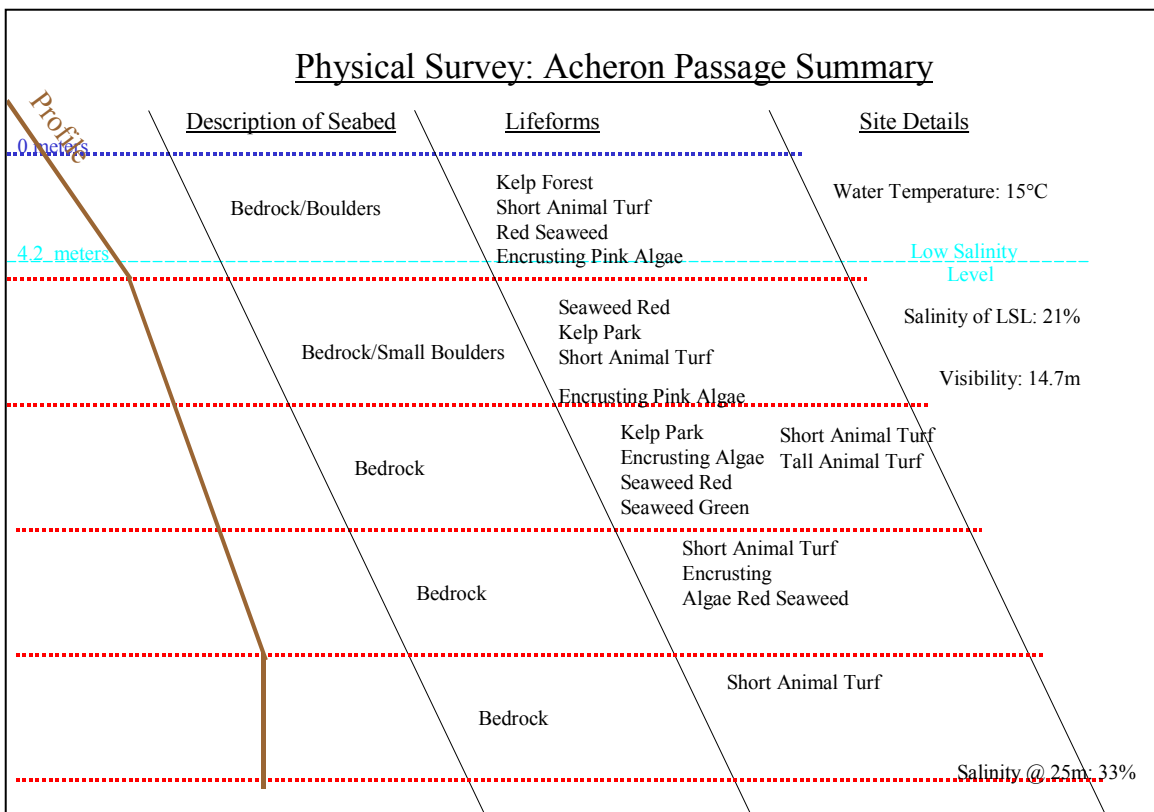 Physical Survey: Acheron Passage Summary
Profile
Description of Seabed
Lifeforms
Site Details
0 meters
Bedrock/Boulders
Kelp Forest
Short Animal Turf
Red Seaweed
Encrusting Pink Algae
Water Temperature: 15°C
4.2 meters
Low Salinity
Level
Bedrock/Small Boulders
Seaweed Red
Kelp Park
Short Animal Turf
Encrusting Pink Algae
Salinity of LSL: 21%
Visibility: 14.7m
Bedrock
Kelp Park
Encrusting Algae
Seaweed Red
Seaweed Green
Short Animal Turf
Tall Animal Turf
Bedrock
Short Animal Turf
Encrusting
Algae Red Seaweed
Bedrock
Short Animal Turf
Salinity @ 25m: 33%